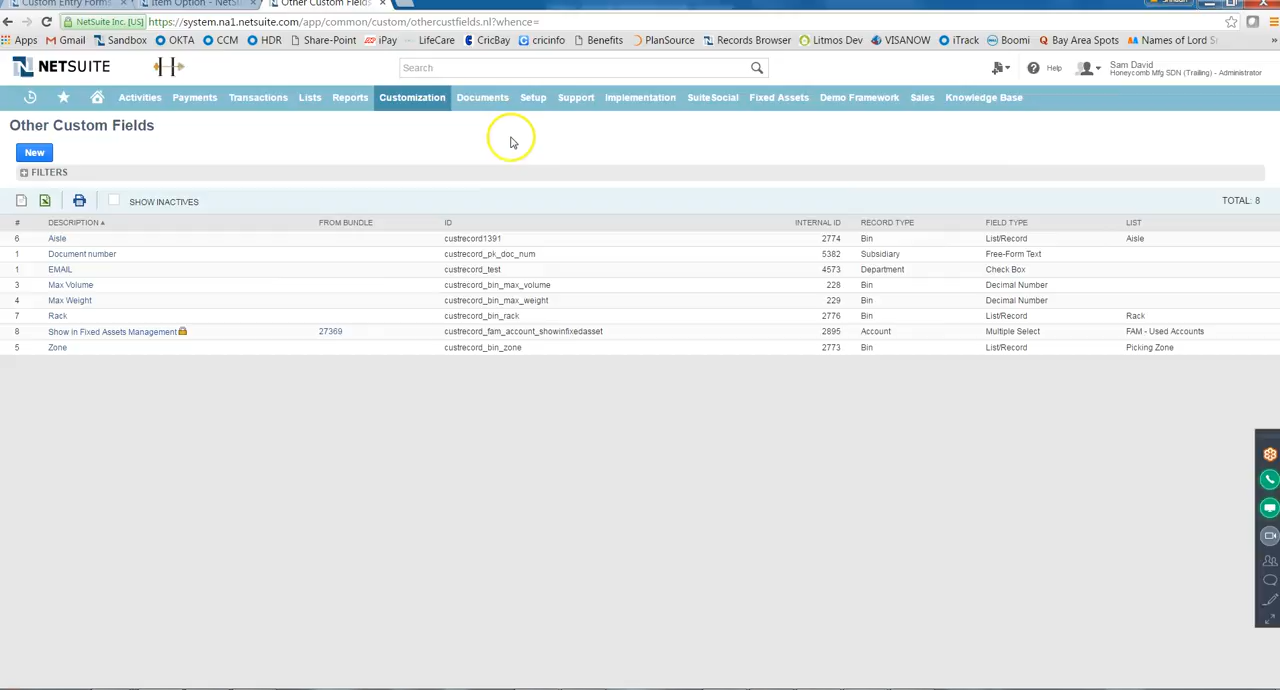 Custom Entry Forms × Item Option - NetSu × Other Custom Fields ×
NetSuite Inc. [US] https://system.na1.netsuite.com/app/common/custom/othercustfields.nl?whence=
Apps Gmail Sandbox OKTA CCM HDR Share-Point iPay LifeCare CricBay cricinfo Benefits PlanSource Records Browser Litmos Dev VISANOW iTrack Boomi Bay Area Spots Names of Lord S »
NETSUITE Search Help Sam David
Honeycomb Mfg SDN (Trailing) - Administrator
Activities Payments Transactions Lists Reports Customization Documents Setup Support Implementation SuiteSocial Fixed Assets Demo Framework Sales Knowledge Base
Other Custom Fields
New
FILTERS
SHOW INACTIVES TOTAL: 8
# DESCRIPTION FROM BUNDLE ID INTERNAL ID RECORD TYPE FIELD TYPE LIST
6 Aisle custrecord1391 2774 Bin List/Record Aisle
1 Document number custrecord_pk_doc_num 5382 Subsidiary Free-Form Text
1 EMAIL custrecord_test 4573 Department Check Box
3 Max Volume custrecord_bin_max_volume 228 Bin Decimal Number
4 Max Weight custrecord_bin_max_weight 229 Bin Decimal Number
7 Rack custrecord_bin_rack 2776 Bin List/Record Rack
8 Show in Fixed Assets Management 27369 custrecord_fam_account_showinfixedasset 2895 Account Multiple Select FAM - Used Accounts
5 Zone custrecord_bin_zone 2773 Bin List/Record Picking Zone